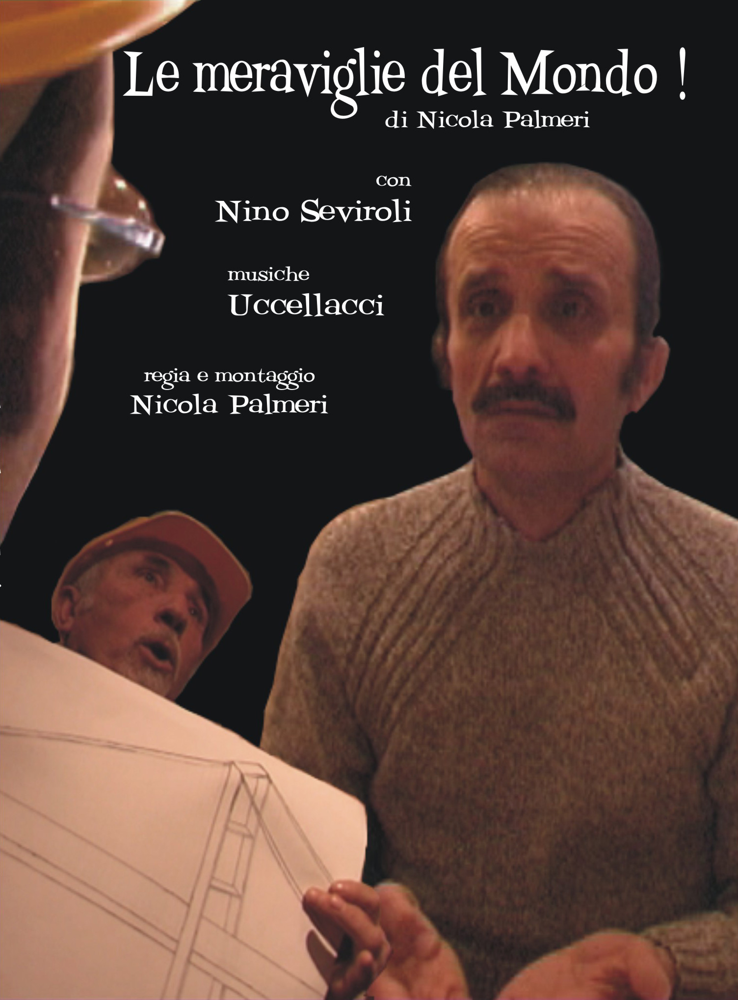 Le meraviglie del Mondo !
di Nicola Palmeri
con
Nino Seviroli
musiche
Uccellacci
regia e montaggio
Nicola Palmeri